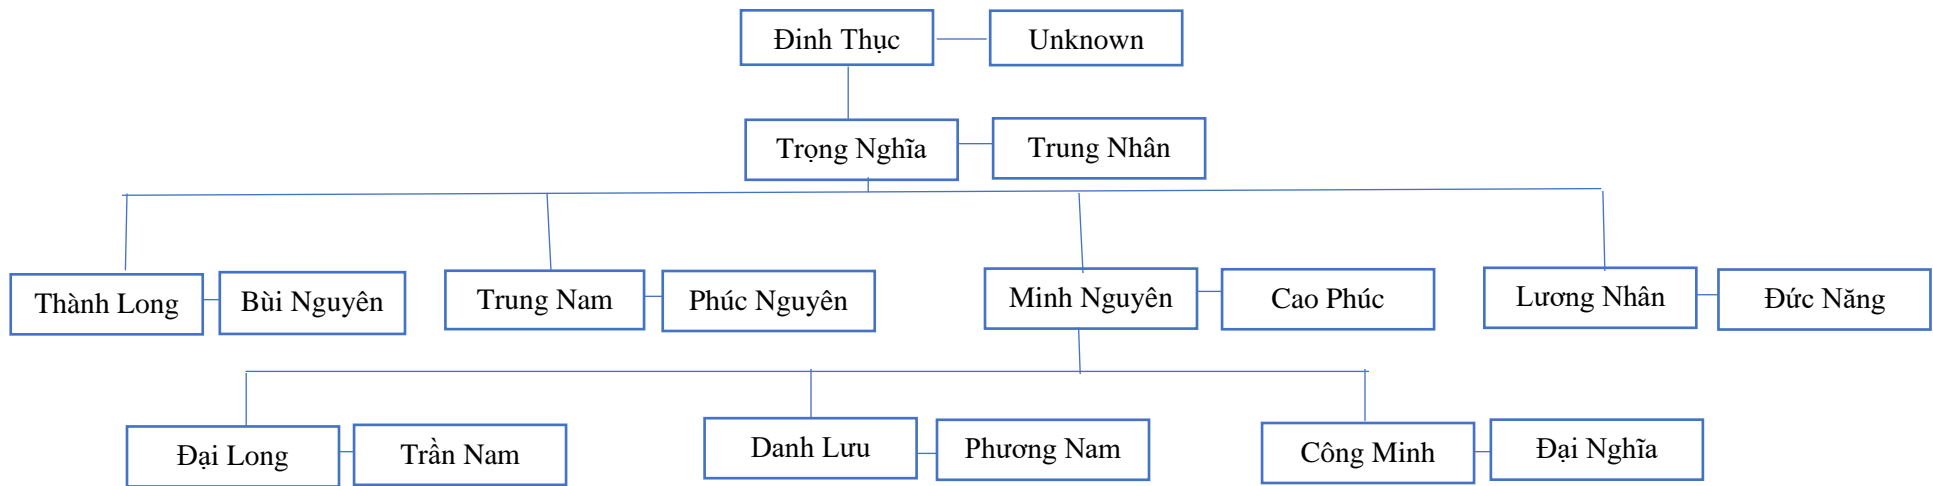 Đinh Thục
Unknown
Trọng Nghĩa
Trung Nhân
Thành Long
Bùi Nguyên
Trung Nam
Phúc Nguyên
Minh Nguyên
Cao Phúc
Lương Nhân
Đức Năng
Đại Long
Trần Nam
Danh Lưu
Phương Nam
Công Minh
Đại Nghĩa